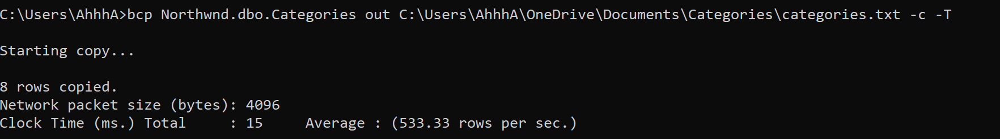 C:\Users\AhhhA>bcp Northwnd.dbo.Categories out C:\Users\AhhhA\OneDrive\Documents\Categories\categories.txt -c -T
Starting copy...
8 rows copied.
Network packet size (bytes): 4096
Clock Time (ms.) Total     : 15     Average : (533.33 rows per sec.)